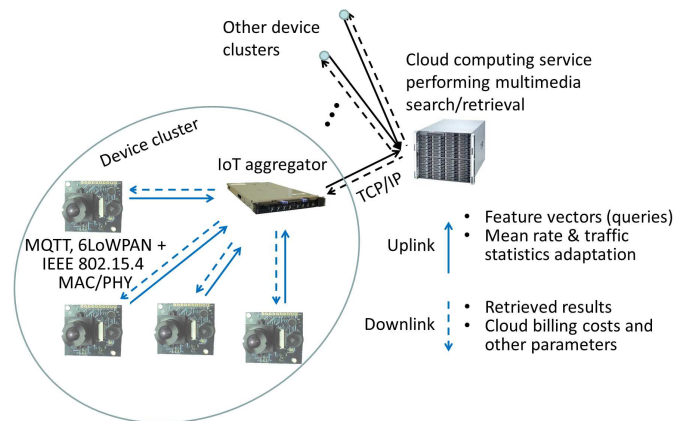 Other device
clusters
Cloud computing service
performing multimedia
search/retrieval
Device cluster
IoT aggregator
TCP/IP
MQTT, 6LoWPAN +
IEEE 802.15.4
MAC/PHY
Uplink
• Feature vectors (queries)
• Mean rate & traffic
statistics adaptation
Downlink
• Retrieved results
• Cloud billing costs and
other parameters